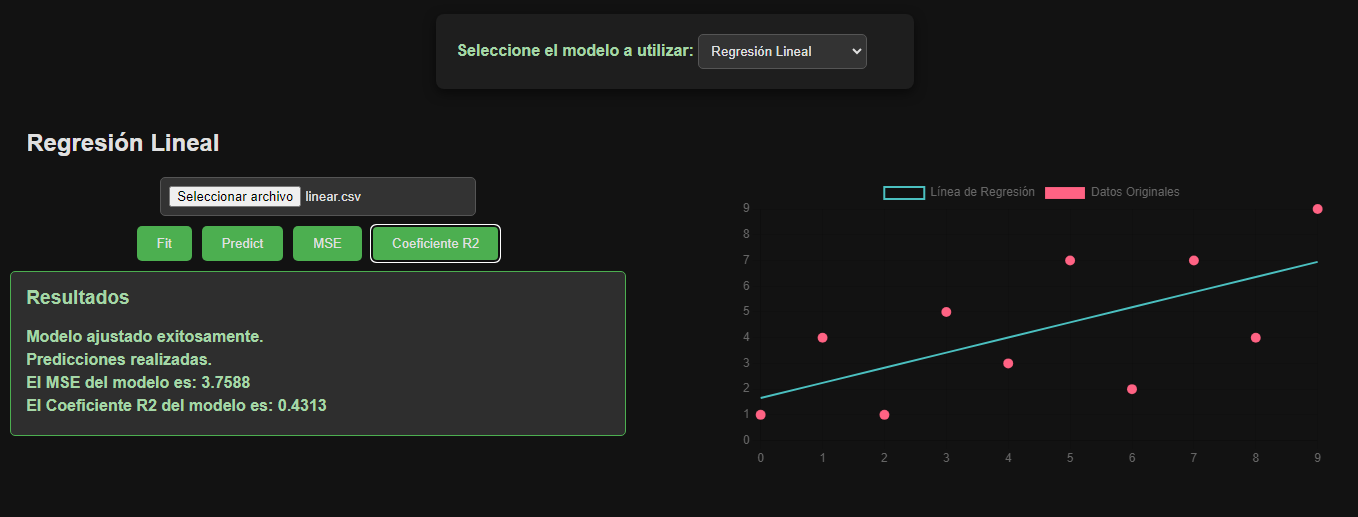 Seleccione el modelo a utilizar: Regresión Lineal
Regresión Lineal
Seleccionar archivo linear.csv
Fit Predict MSE Coeficiente R2
Resultados
Modelo ajustado exitosamente.
Predicciones realizadas.
El MSE del modelo es: 3.7588
El Coeficiente R2 del modelo es: 0.4313
Línea de Regresión Datos Originales
9
8
7
6
5
4
3
2
1
0
0 1 2 3 4 5 6 7 8 9